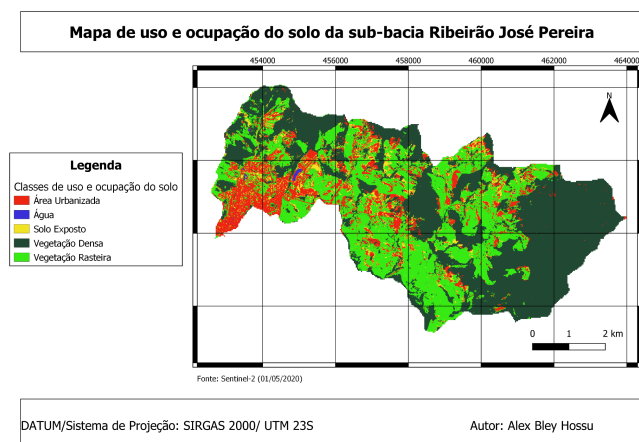 Mapa de uso e ocupação do solo da sub-bacia Ribeirão José Pereira
454000 456000 458000 460000 462000 464000
N
Legenda
Classes de uso e ocupação do solo
Área Urbanizada
Água
Solo Exposto
Vegetação Densa
Vegetação Rasteira
0 1 2 km
Fonte: Sentinel-2 (01/05/2020)
DATUM/Sistema de Projeção: SIRGAS 2000/ UTM 23S
Autor: Alex Bley Hossu